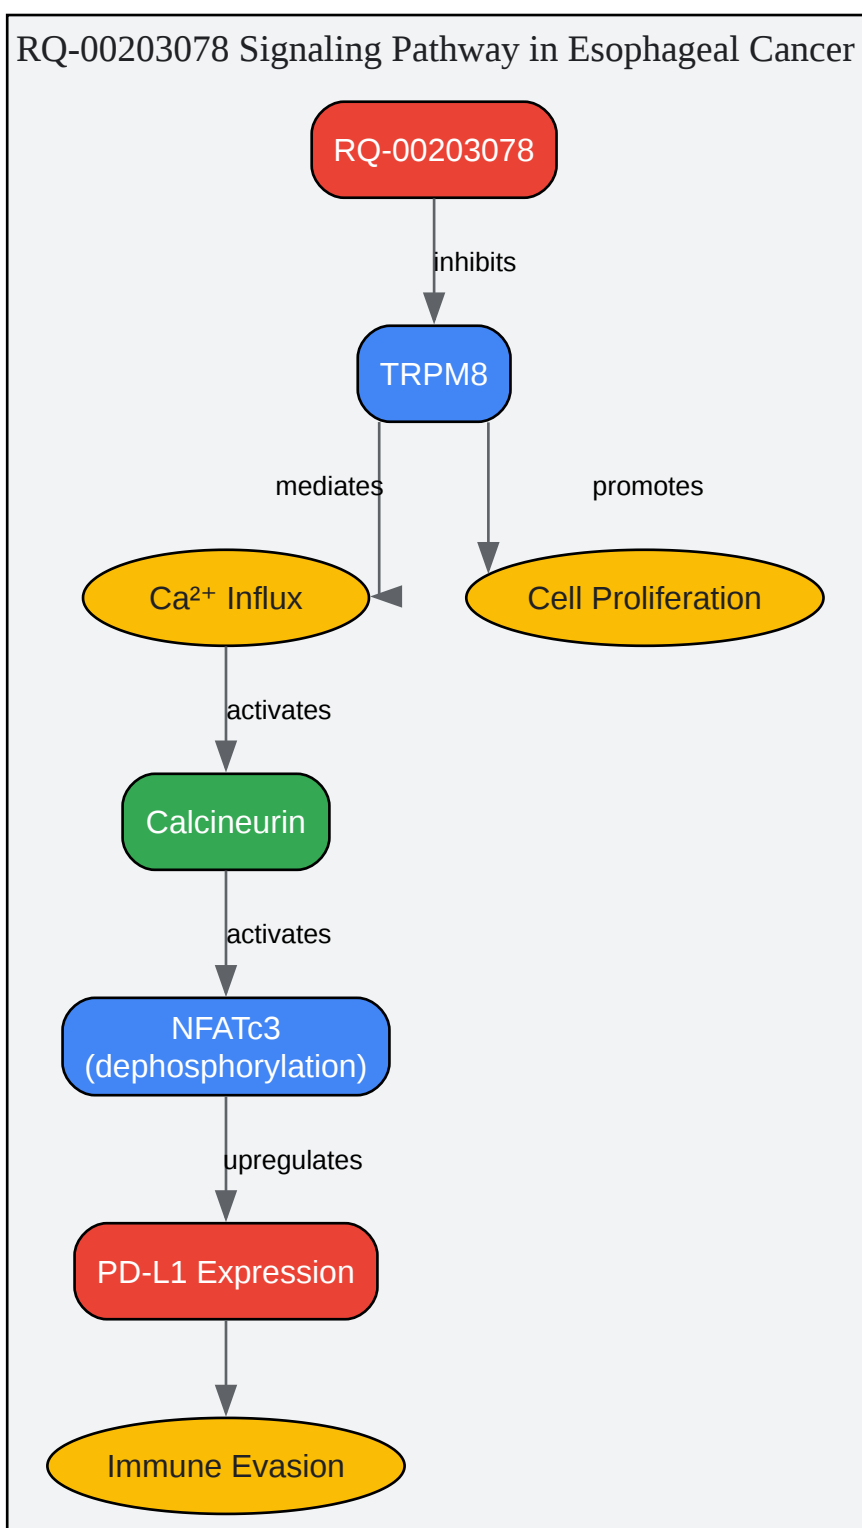 RQ-00203078 Signaling Pathway in Esophageal Cancer
RQ-00203078
inhibits
TRPM8
mediates
promotes
Ca²⁺ Influx
Cell Proliferation
activates
Calcineurin
activates
NFATc3
(dephosphorylation)
upregulates
PD-L1 Expression
Immune Evasion